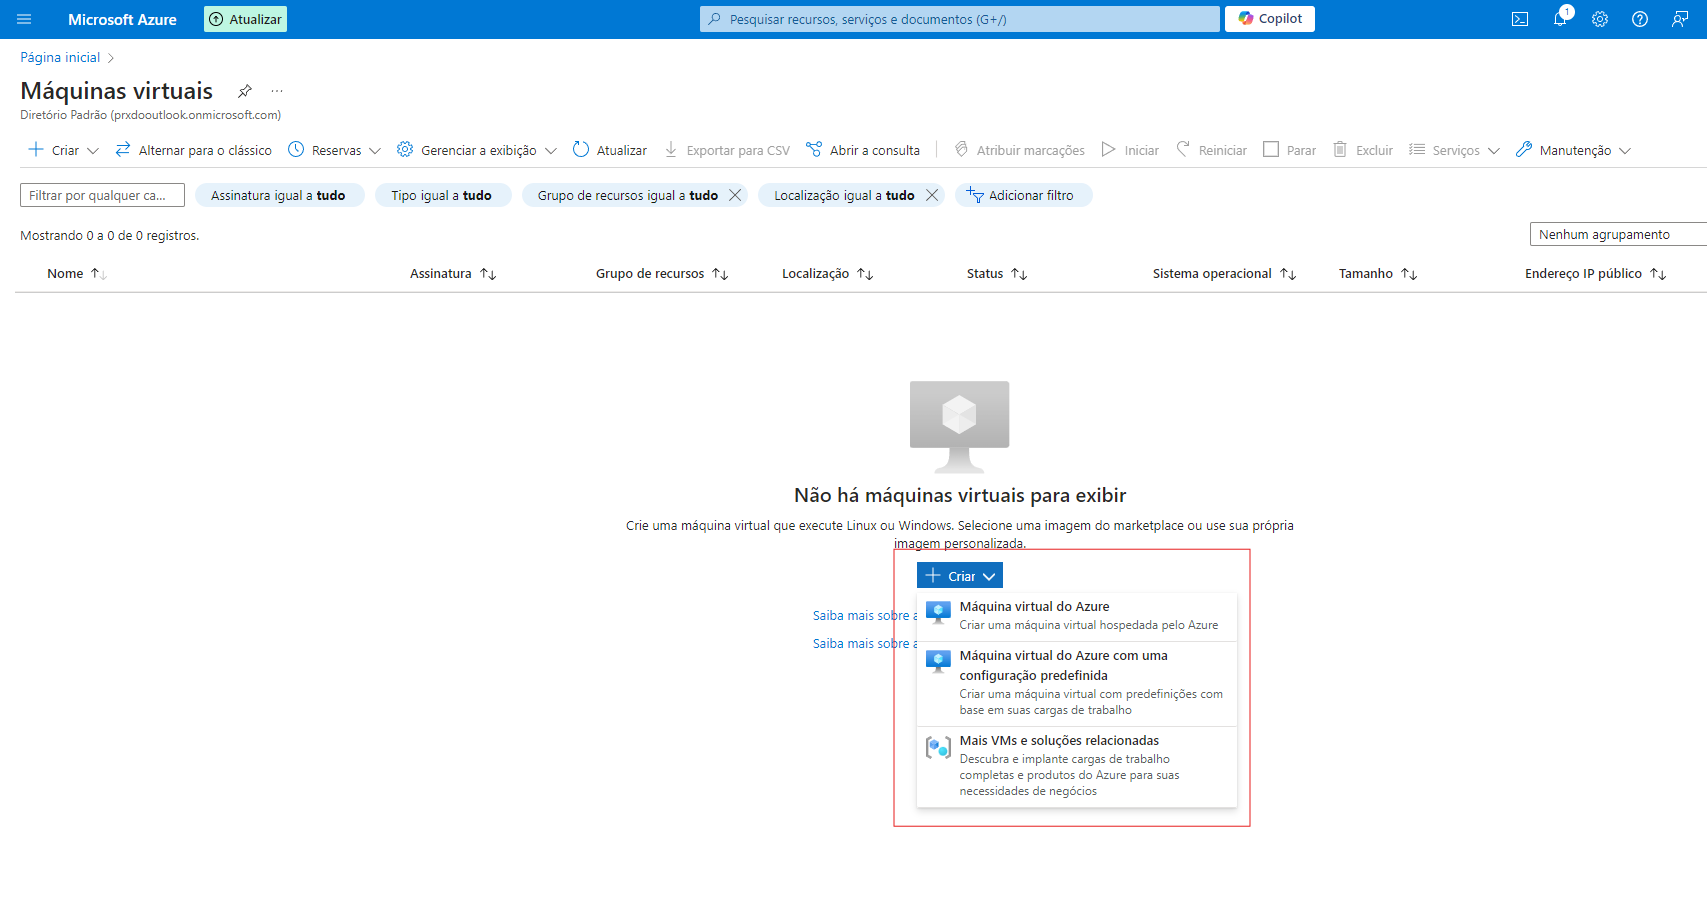 Microsoft Azure
Atualizar
Pesquisar recursos, serviços e documentos (G+/)
Copilot
1
Página inicial
Máquinas virtuais
Diretório Padrão (prxdooutlook.onmicrosoft.com)
Criar
Alternar para o clássico
Reservas
Gerenciar a exibição
Atualizar
Exportar para CSV
Abrir a consulta
Atribuir marcações
Iniciar
Reiniciar
Parar
Excluir
Serviços
Manutenção
Filtrar por qualquer ca...
Assinatura igual a tudo
Tipo igual a tudo
Grupo de recursos igual a tudo
Localização igual a tudo
Adicionar filtro
Mostrando 0 a 0 de 0 registros.
Nenhum agrupamento
Nome
Assinatura
Grupo de recursos
Localização
Status
Sistema operacional
Tamanho
Endereço IP público
Não há máquinas virtuais para exibir
Crie uma máquina virtual que execute Linux ou Windows. Selecione uma imagem do marketplace ou use sua própria
imagem personalizada.
Criar
Saiba mais sobre a
Saiba mais sobre a
Máquina virtual do Azure
Criar uma máquina virtual hospedada pelo Azure
Máquina virtual do Azure com uma
configuração predefinida
Criar uma máquina virtual com predefinições com
base em suas cargas de trabalho
Mais VMs e soluções relacionadas
Descubra e implante cargas de trabalho
completas e produtos do Azure para suas
necessidades de negócios